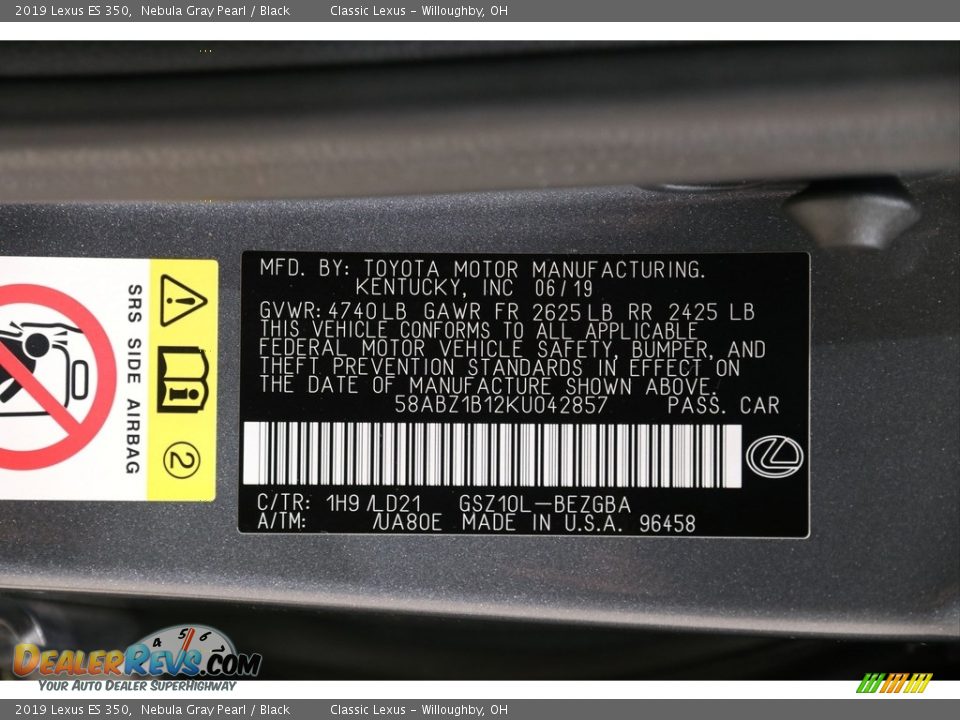 2019 Lexus ES 350, Nebula Gray Pearl / Black Classic Lexus - Willoughby, OH
MFD. BY: TOYOTA MOTOR MANUFACTURING.
KENTUCKY, INC 06/19
GVWR: 4740LB GAWR FR 2625LB RR 2425 LB
THIS VEHICLE CONFORMS TO ALL APPLICABLE
FEDERAL MOTOR VEHICLE SAFETY, BUMPER, AND
THEFT PREVENTION STANDARDS IN EFFECT ON
THE DATE OF MANUFACTURE SHOWN ABOVE.
58ABZ1B12KU042857 PASS. CAR
C/TR: 1H9/LD21 GSZ10L-BEZGBA
A/TM: /UA80E MADE IN U.S.A. 96458
SRS SIDE AIRBAG
2
4 5 6 7
DEALERREVS.COM
YOUR AUTO DEALER SUPERHIGHWAY
2019 Lexus ES 350, Nebula Gray Pearl / Black Classic Lexus - Willoughby, OH